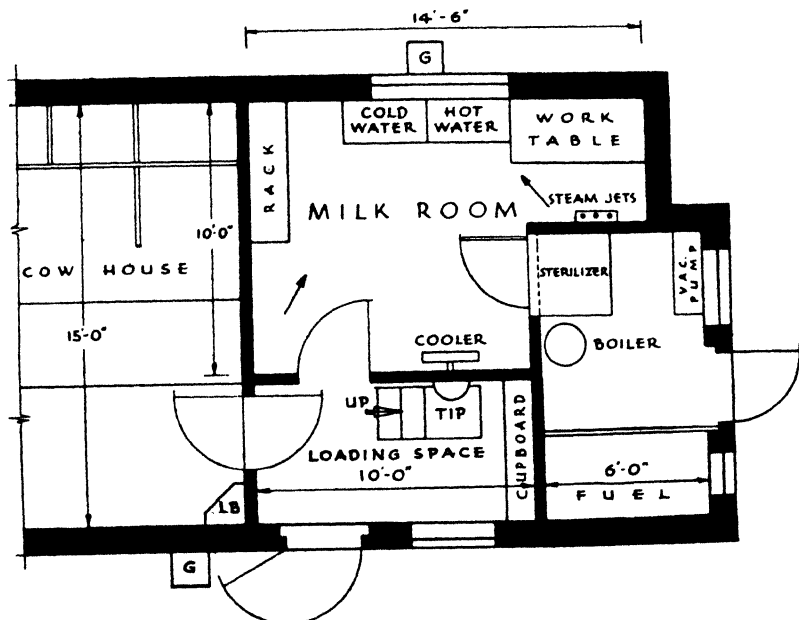 14'-6"
G
COLD
WATER
HOT
WATER
WORK
TABLE
RACK
MILK ROOM
STEAM JETS
10'-0"
COW HOUSE
STERILIZER
VAC.
PUMP
15'-0"
COOLER
BOILER
UP
TIP
CUPBOARD
LOADING SPACE
10'-0"
6'-0"
FUEL
LB
G